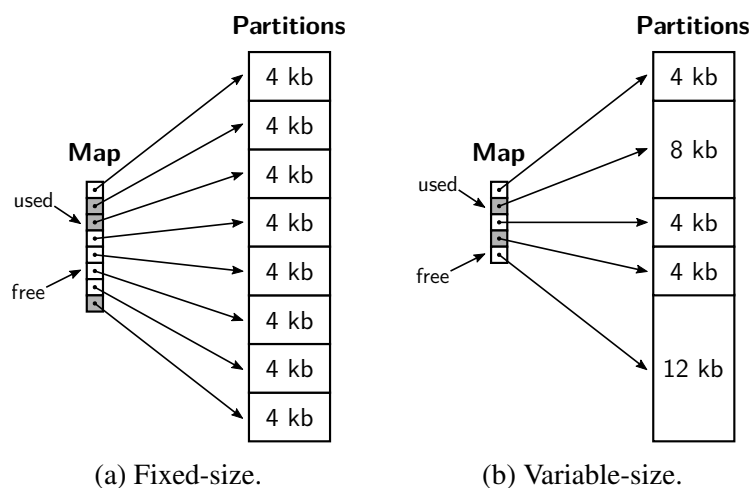 Partitions
4 kb
4 kb
Map
4 kb
used
4 kb
4 kb
free
4 kb
4 kb
4 kb
(a) Fixed-size.
Partitions
4 kb
Map
8 kb
used
4 kb
4 kb
free
12 kb
(b) Variable-size.